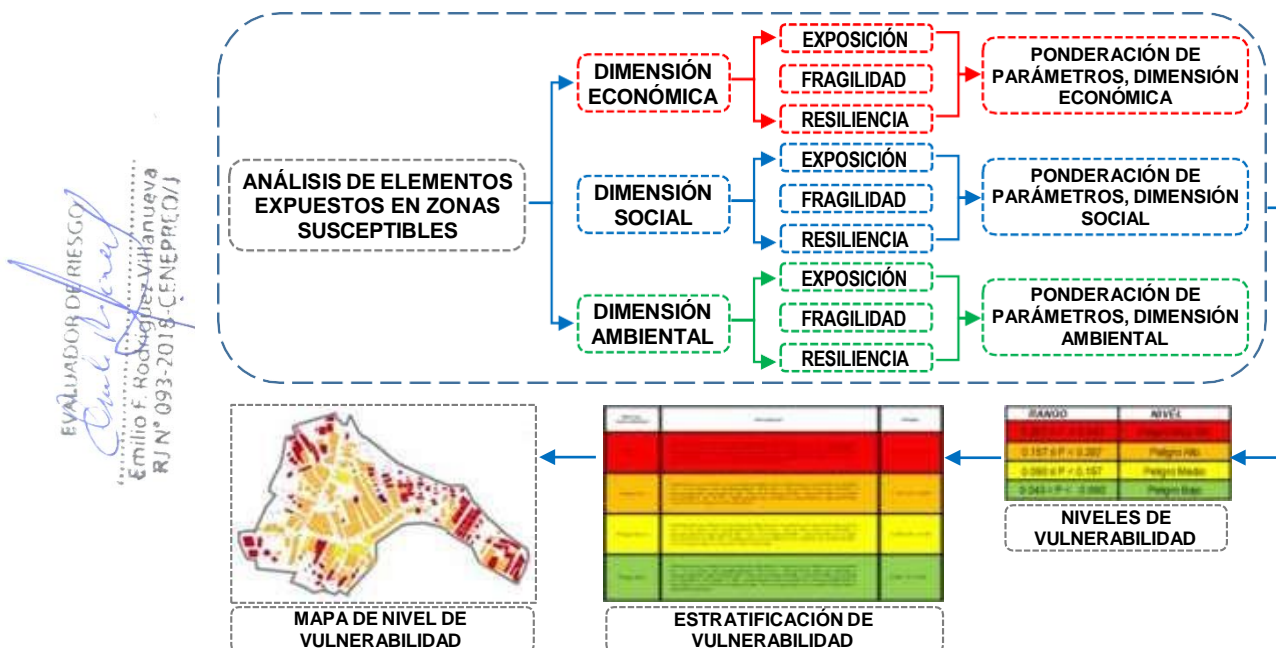 EVALUADOR DE RIESGO
Emilio F. Rodriguez Villanueva
RJ N° 093-2018-CENEPRED/J
ANÁLISIS DE ELEMENTOS
EXPUESTOS EN ZONAS
SUSCEPTIBLES
DIMENSIÓN
ECONÓMICA
EXPOSICIÓN
FRAGILIDAD
RESILIENCIA
PONDERACIÓN DE
PARÁMETROS, DIMENSIÓN
ECONÓMICA
DIMENSIÓN
SOCIAL
EXPOSICIÓN
FRAGILIDAD
RESILIENCIA
PONDERACIÓN DE
PARÁMETROS, DIMENSIÓN
SOCIAL
DIMENSIÓN
AMBIENTAL
EXPOSICIÓN
FRAGILIDAD
RESILIENCIA
PONDERACIÓN DE
PARÁMETROS, DIMENSIÓN
AMBIENTAL
RANGO NIVEL
Peligro Alto
Peligro Medio
Peligro Bajo
NIVELES DE
VULNERABILIDAD
ESTRATIFICACIÓN DE
VULNERABILIDAD
MAPA DE NIVEL DE
VULNERABILIDAD